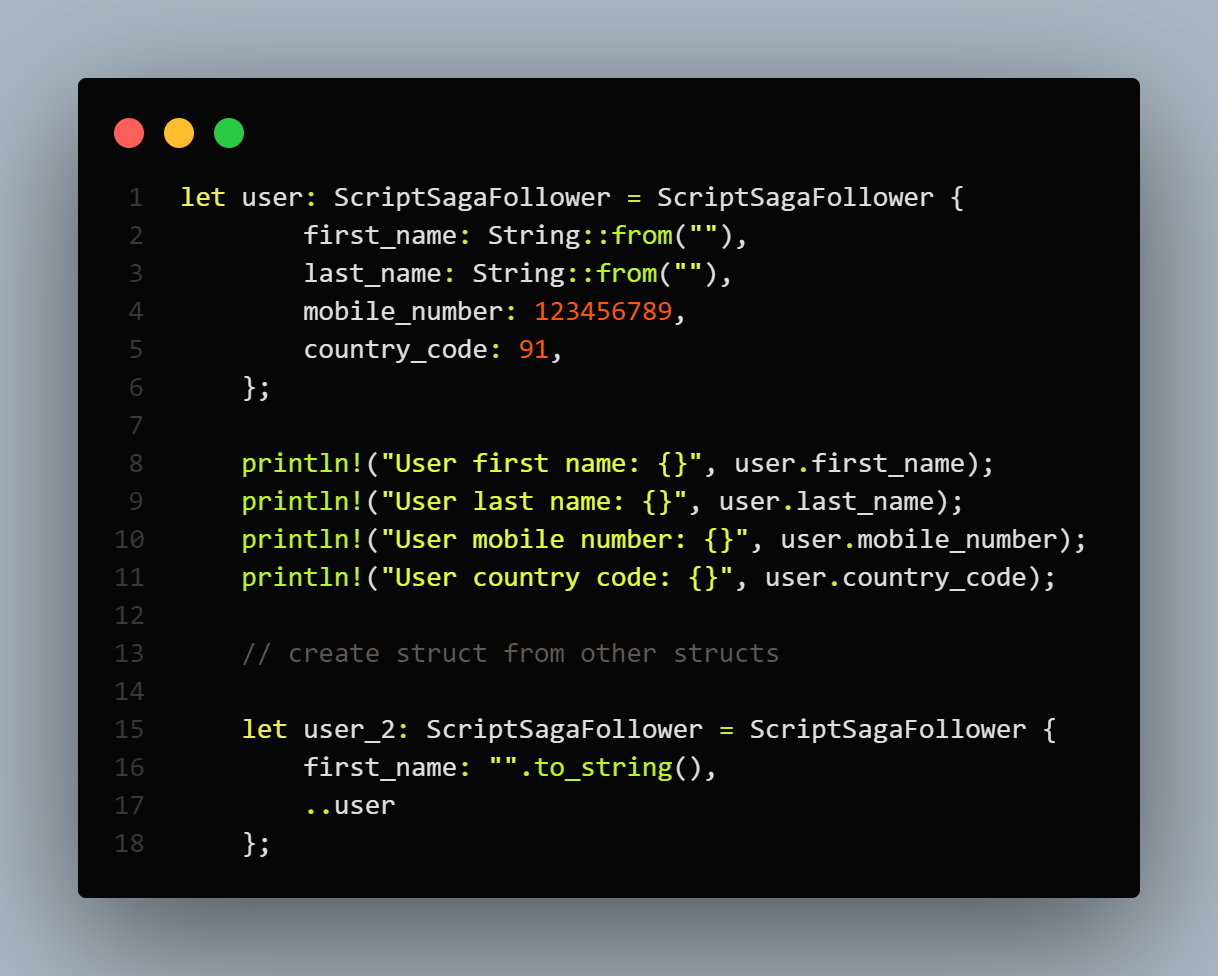 1 let user: ScriptSagaFollower = ScriptSagaFollower {
2         first_name: String::from(""),
3         last_name: String::from(""),
4         mobile_number: 123456789,
5         country_code: 91,
6     };
7
8     println!("User first name: {}", user.first_name);
9     println!("User last name: {}", user.last_name);
10     println!("User mobile number: {}", user.mobile_number);
11     println!("User country code: {}", user.country_code);
12
13     // create struct from other structs
14
15     let user_2: ScriptSagaFollower = ScriptSagaFollower {
16         first_name: "".to_string(),
17         ..user
18     };